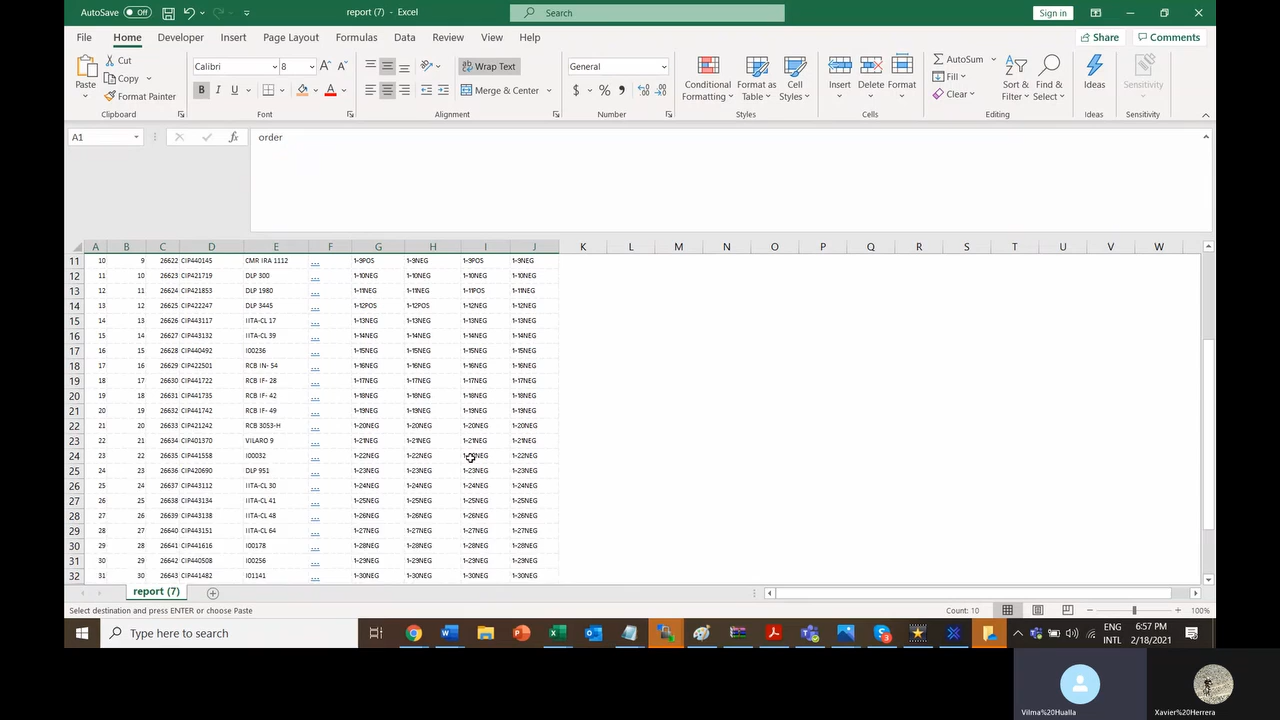 AutoSave Off report (7) - Excel Search Sign in
File Home Developer Insert Page Layout Formulas Data Review View Help Share Comments
Paste Cut Copy Format Painter Calibri 8 B I U A Wrap Text Merge & Center General $ % Conditional Formatting Format as Table Cell Styles Insert Delete Format AutoSum Fill Clear Sort & Filter Find & Select Ideas Sensitivity
Clipboard Font Alignment Number Styles Cells Editing Ideas Sensitivity
A1 fx order
A B C D E F G H I J K L M N O P Q R S T U V W
11 10 9 26622 CIP440145 CMR IRA 1112 ... 1-9POS 1-9NEG 1-9POS 1-9NEG
12 11 10 26623 CIP421719 DLP 300 ... 1-10NEG 1-10NEG 1-10NEG 1-10NEG
13 12 11 26624 CIP421853 DLP 1980 ... 1-11NEG 1-11NEG 1-11POS 1-11NEG
14 13 12 26625 CIP422247 DLP 3445 ... 1-12POS 1-12POS 1-12NEG 1-12NEG
15 14 13 26626 CIP443117 IITA-CL 17 ... 1-13NEG 1-13NEG 1-13NEG 1-13NEG
16 15 14 26627 CIP443132 IITA-CL 39 ... 1-14NEG 1-14NEG 1-14NEG 1-14NEG
17 16 15 26628 CIP440492 I00236 ... 1-15NEG 1-15NEG 1-15NEG 1-15NEG
18 17 16 26629 CIP422501 RCB IN- 54 ... 1-16NEG 1-16NEG 1-16NEG 1-16NEG
19 18 17 26630 CIP441722 RCB IF- 28 ... 1-17NEG 1-17NEG 1-17NEG 1-17NEG
20 19 18 26631 CIP441735 RCB IF- 42 ... 1-18NEG 1-18NEG 1-18NEG 1-18NEG
21 20 19 26632 CIP441742 RCB IF- 49 ... 1-19NEG 1-19NEG 1-19NEG 1-19NEG
22 21 20 26633 CIP421242 RCB 3053-H ... 1-20NEG 1-20NEG 1-20NEG 1-20NEG
23 22 21 26634 CIP401370 VILARO 9 ... 1-21NEG 1-21NEG 1-21NEG 1-21NEG
24 23 22 26635 CIP441558 I00032 ... 1-22NEG 1-22NEG 1-22NEG
25 24 23 26636 CIP420690 DLP 951 ... 1-23NEG 1-23NEG 1-23NEG 1-23NEG
26 25 24 26637 CIP443112 IITA-CL 30 ... 1-24NEG 1-24NEG 1-24NEG 1-24NEG
27 26 25 26638 CIP443134 IITA-CL 41 ... 1-25NEG 1-25NEG 1-25NEG 1-25NEG
28 27 26 26639 CIP443138 IITA-CL 48 ... 1-26NEG 1-26NEG 1-26NEG 1-26NEG
29 28 27 26640 CIP443151 IITA-CL 64 ... 1-27NEG 1-27NEG 1-27NEG 1-27NEG
30 29 28 26641 CIP441616 I00178 ... 1-28NEG 1-28NEG 1-28NEG 1-28NEG
31 30 29 26642 CIP440508 I00256 ... 1-29NEG 1-29NEG 1-29NEG 1-29NEG
32 31 30 26643 CIP441482 I01141 ... 1-30NEG 1-30NEG 1-30NEG 1-30NEG
report (7)
Select destination and press ENTER or choose Paste Count: 10 100%
Type here to search ENG 6:57 PM
INTL 2/18/2021
Vilma%20Hualla Xavier%20Herrera